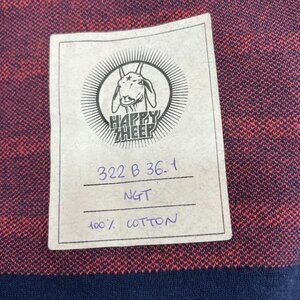 HAPPY
SHEEP
322 B 36.1
NGT
100% COTTON